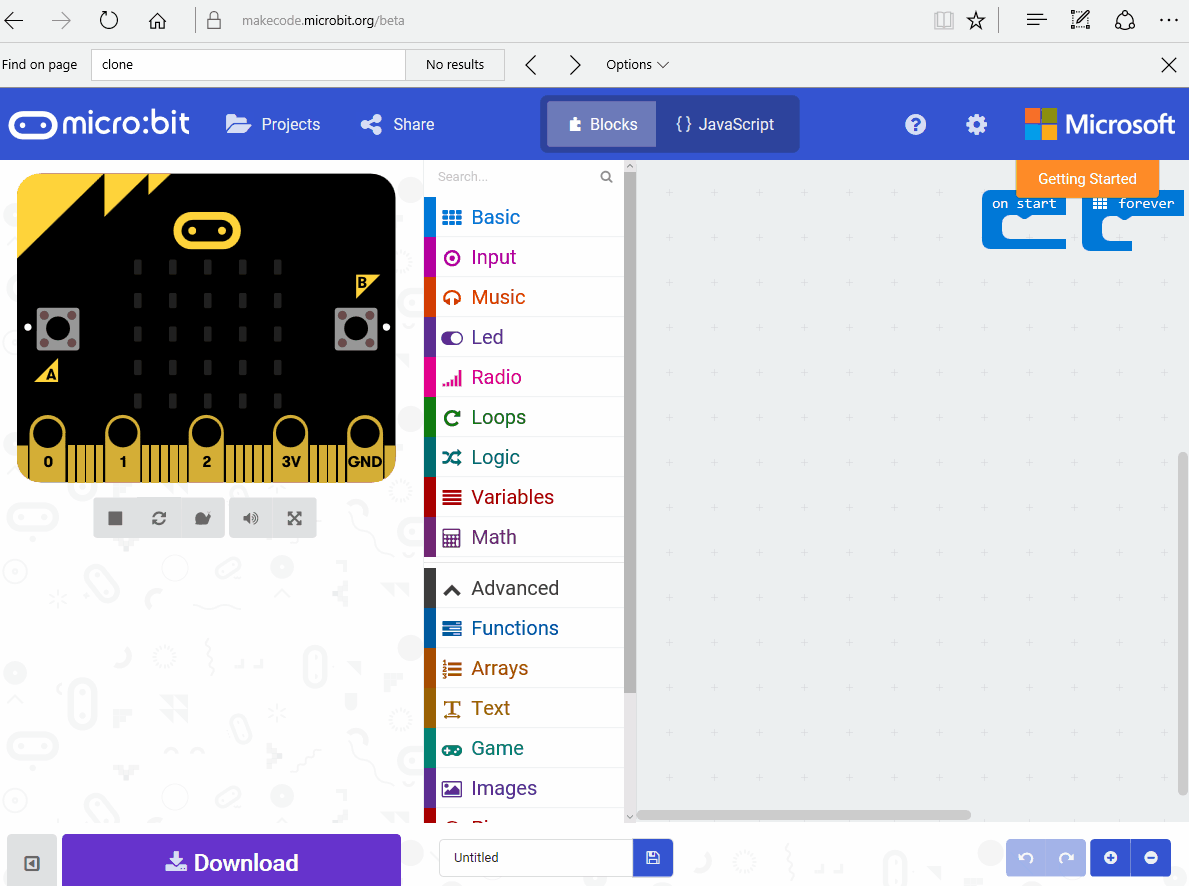 makecode.microbit.org/beta
Find on page
clone
No results
Options
micro:bit
Projects
Share
Blocks
{ } JavaScript
?
Microsoft
Getting Started
Search...
Basic
Input
Music
Led
Radio
Loops
Logic
Variables
Math
Advanced
Functions
Arrays
Text
Game
Images
on start
forever
B
A
0 1 2 3V GND
Download
Untitled